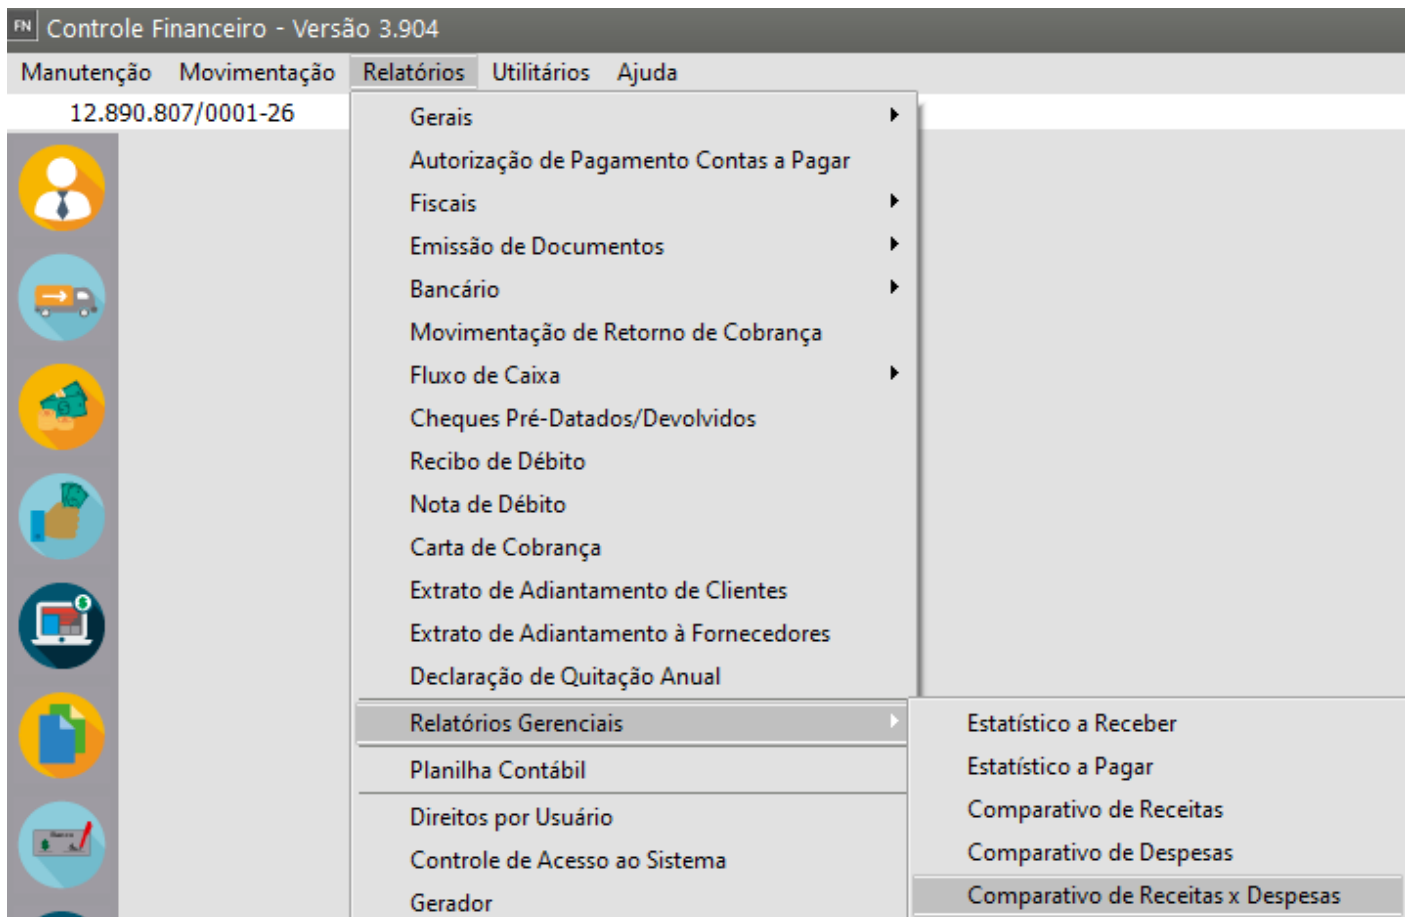 FN Controle Financeiro - Versão 3.904
Manutenção Movimentação Relatórios Utilitários Ajuda
12.890.807/0001-26
Gerais
Autorização de Pagamento Contas a Pagar
Fiscais
Emissão de Documentos
Bancário
Movimentação de Retorno de Cobrança
Fluxo de Caixa
Cheques Pré-Datados/Devolvidos
Recibo de Débito
Nota de Débito
Carta de Cobrança
Extrato de Adiantamento de Clientes
Extrato de Adiantamento à Fornecedores
Declaração de Quitação Anual
Relatórios Gerenciais
Planilha Contábil
Direitos por Usuário
Controle de Acesso ao Sistema
Gerador
Estatístico a Receber
Estatístico a Pagar
Comparativo de Receitas
Comparativo de Despesas
Comparativo de Receitas x Despesas